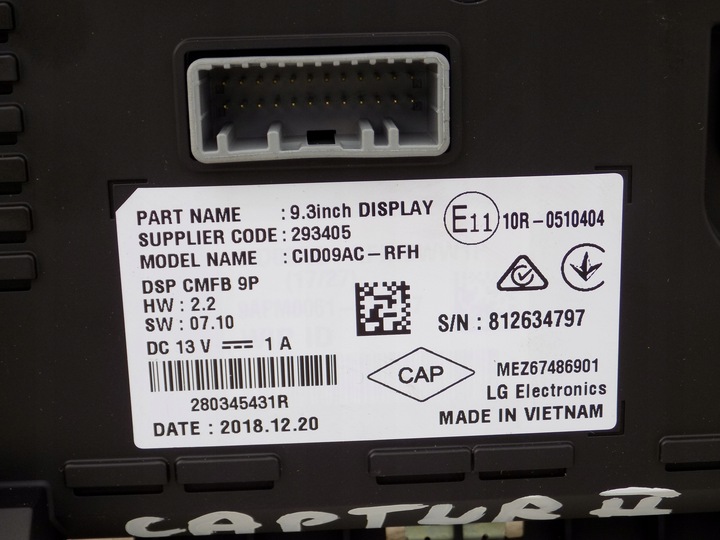 PART NAME : 9.3inch DISPLAY
SUPPLIER CODE : 293405
MODEL NAME : CID09AC-RFH
E11 10R-0510404
DSP CMFB 9P
HW : 2.2
SW : 07.10
DC 13 V ⎓ 1 A
S/N : 812634797
280345431R
DATE : 2018.12.20
CAP
MEZ67486901
LG Electronics
MADE IN VIETNAM
CAPTUR II